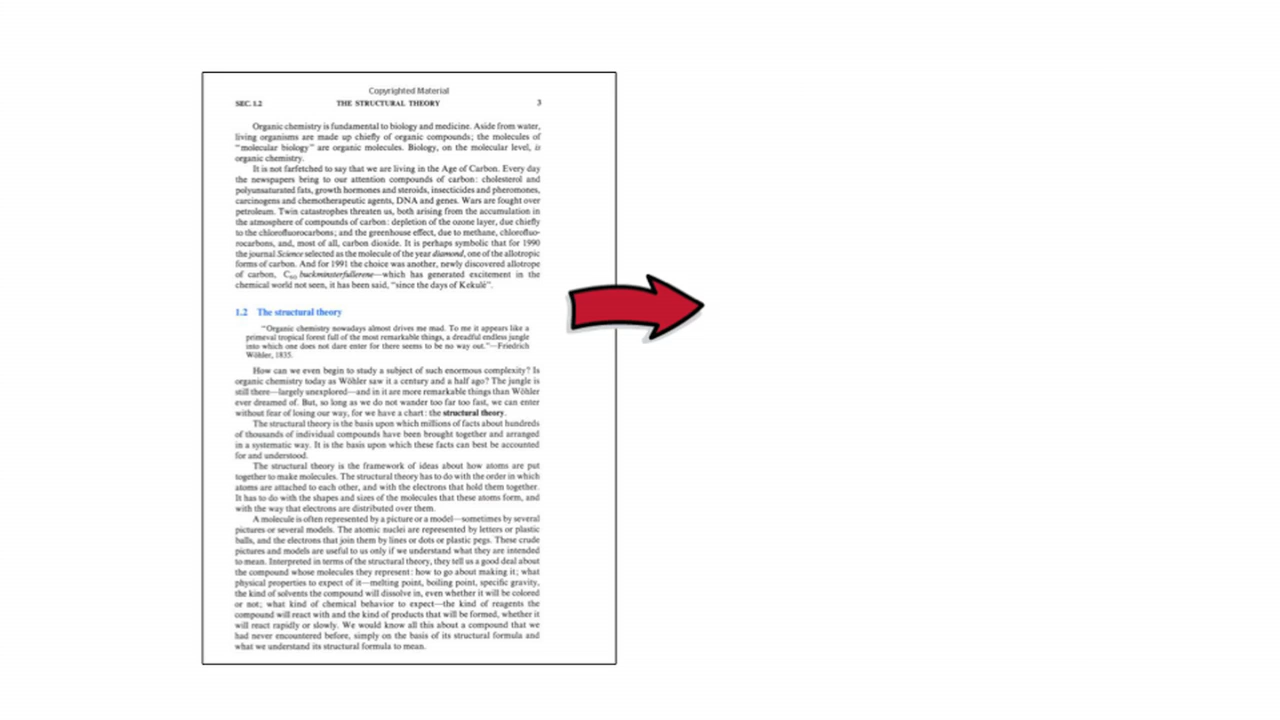 Copyrighted Material
SEC. 1.2 THE STRUCTURAL THEORY 3
Organic chemistry is fundamental to biology and medicine. Aside from water,
living organisms are made up chiefly of organic compounds; the molecules of
"molecular biology" are organic molecules. Biology, on the molecular level, is
organic chemistry.
It is not farfetched to say that we are living in the Age of Carbon. Every day
the newspapers bring to our attention compounds of carbon: cholesterol and
polyunsaturated fats, growth hormones and steroids, insecticides and pheromones,
carcinogens and chemotherapeutic agents, DNA and genes. Wars are fought over
petroleum. Twin catastrophes threaten us, both arising from the accumulation in
the atmosphere of compounds of carbon: depletion of the ozone layer, due chiefly
to the chlorofluorocarbons; and the greenhouse effect, due to methane, chlorofluo-
rocarbons, and, most of all, carbon dioxide. It is perhaps symbolic that for 1990
the journal Science selected as the molecule of the year diamond, one of the allotropic
forms of carbon. And for 1991 the choice was another, newly discovered allotrope
of carbon, C60 buckminsterfullerene—which has generated excitement in the
chemical world not seen, it has been said, "since the days of Kekulé".
1.2 The structural theory
"Organic chemistry nowadays almost drives me mad. To me it appears like a
primeval tropical forest full of the most remarkable things, a dreadful endless jungle
into which one does not dare enter for there seems to be no way out."—Friedrich
Wöhler, 1835.
How can we even begin to study a subject of such enormous complexity? Is
organic chemistry today as Wöhler saw it a century and a half ago? The jungle is
still there—largely unexplored—and in it are more remarkable things than Wöhler
ever dreamed of. But, so long as we do not wander too far too fast, we can enter
without fear of losing our way, for we have a chart: the structural theory.
The structural theory is the basis upon which millions of facts about hundreds
of thousands of individual compounds have been brought together and arranged
in a systematic way. It is the basis upon which these facts can best be accounted
for and understood.
The structural theory is the framework of ideas about how atoms are put
together to make molecules. The structural theory has to do with the order in which
atoms are attached to each other, and with the electrons that hold them together.
It has to do with the shapes and sizes of the molecules that these atoms form, and
with the way that electrons are distributed over them.
A molecule is often represented by a picture or a model—sometimes by several
pictures or several models. The atomic nuclei are represented by letters or plastic
balls, and the electrons that join them by lines or dots or plastic pegs. These crude
pictures and models are useful to us only if we understand what they are intended
to mean. Interpreted in terms of the structural theory, they tell us a good deal about
the compound whose molecules they represent: how to go about making it; what
physical properties to expect of it—melting point, boiling point, specific gravity,
the kind of solvents the compound will dissolve in, even whether it will be colored
or not; what kind of chemical behavior to expect—the kind of reagents the
compound will react with and the kind of products that will be formed, whether it
will react rapidly or slowly. We would know all this about a compound that we
had never encountered before, simply on the basis of its structural formula and
what we understand its structural formula to mean.